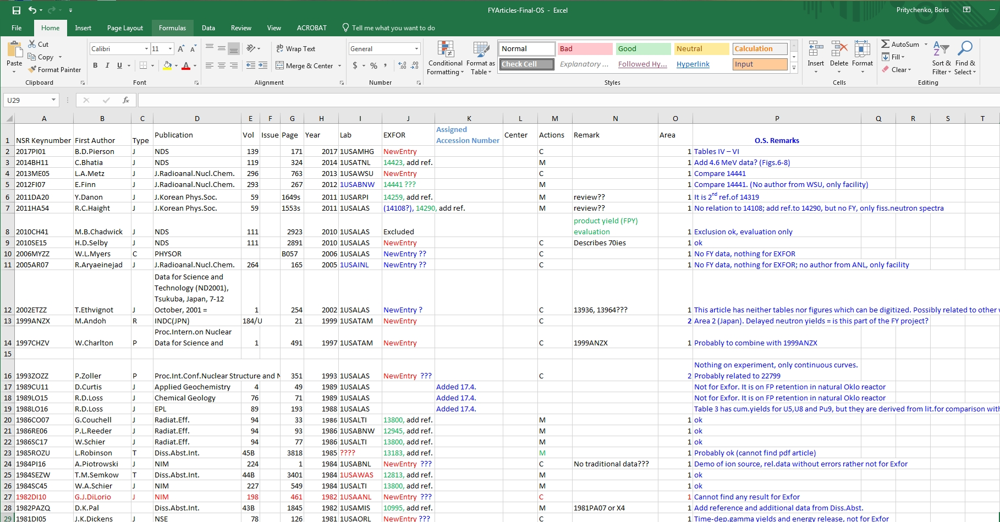 FYArticles-Final-OS - Excel
Pritychenko, Boris
File Home Insert Page Layout Formulas Data Review View ACROBAT Tell me what you want to do
Paste
Cut
Copy
Format Painter
Clipboard
Calibri 11 A A
B I U A
Font
Wrap Text
Merge & Center
Alignment
General
$ % ,
Number
Conditional Formatting
Format as Table
Normal Bad Good Neutral Calculation
Check Cell Explanatory ... Followed Hy... Hyperlink Input
Styles
Insert Delete Format
Cells
AutoSum
Fill
Clear
Sort & Filter
Find & Select
Editing
U29 fx
A B C D E F G H I J K L M N O P Q R S T
1 NSR Keynumber First Author Type Publication Vol Issue Page Year Lab EXFOR Assigned Accession Number Center Actions Remark Area O.S. Remarks
2 2017PI01 B.D.Pierson J NDS 139 171 2017 1USAMHG NewEntry C 1 Tables IV – VI
3 2014BH11 C.Bhatia J NDS 119 324 2014 1USATNL 14423, add ref. M 1 Add 4.6 MeV data? (Figs.6-8)
4 2013ME05 L.A.Metz J J.Radioanal.Nucl.Chem. 296 763 2013 1USAWSU NewEntry C 1 Compare 14441
5 2012FI07 E.Finn J J.Radioanal.Nucl.Chem. 293 267 2012 1USABNW 14441 ??? M 1 Compare 14441. (No author from WSU, only facility)
6 2011DA20 Y.Danon J J.Korean Phys.Soc. 59 1649s 2011 1USARPI 14259, add ref. M review?? 1 It is 2nd ref.of 14319
7 2011HA54 R.C.Haight J J.Korean Phys.Soc. 59 1553s 2011 1USALAS (14108?), 14290, add ref. M review?? 1 No relation to 14108; add ref.to 14290, but no FY, only fiss.neutron spectra
8 2010CH41 M.B.Chadwick J NDS 111 2923 2010 1USALAS Excluded product yield (FPY) evaluation 1 Exclusion ok, evaluation only
9 2010SE15 H.D.Selby J NDS 111 2891 2010 1USALAS NewEntry C Describes 70ies 1 ok
10 2006MYZZ W.L.Myers C PHYSOR B057 2006 1USALAS NewEntry ?? C 1 No FY data, nothing for EXFOR
11 2005AR07 R.Aryaeinejad J J.Radioanal.Nucl.Chem. 264 165 2005 1USAINL NewEntry ?? C 1 No FY data, nothing for EXFOR; no author from ANL, only facility
12 2002ETZZ T.Ethvignot J Data for Science and Technology (ND2001), Tsukuba, Japan, 7-12 October, 2001 = 1 254 2002 1USALAS NewEntry ? C 13936, 13964??? 1 This article has neither tables nor figures which can be digitized. Possibly related to other
13 1999ANZX M.Andoh R INDC(JPN) 184/U 21 1999 1USATAM NewEntry C 2 Area 2 (Japan). Delayed neutron yields = is this part of the FY project?
14 1997CHZV W.Charlton P Proc.Intern.on Nuclear Data for Science and 1 491 1997 1USATAM NewEntry C 1999ANZX 1 Probably to combine with 1999ANZX
15
16 1993ZOZZ P.Zoller P Proc.Int.Conf.Nuclear Structure and N 351 1993 1USALAS NewEntry ??? C 2 Nothing on experiment, only continuous curves. Probably related to 22799
17 1989CU11 D.Curtis J Applied Geochemistry 4 49 1989 1USALAS Added 17.4. Not for Exfor. It is on FP retention in natural Oklo reactor
18 1989LO15 R.D.Loss J Chemical Geology 76 71 1989 1USALAS Added 17.4. Not for Exfor. It is on FP retention in natural Oklo reactor
19 1988LO16 R.D.Loss J EPL 89 193 1988 1USALAS Added 17.4. Table 3 has cum.yields for U5,U8 and Pu9, but they are derived from lit.for comparison with
20 1986CO07 G.Couchell J Radiat.Eff. 94 33 1986 1USALTI 13800, add ref. M 1 ok
21 1986RE06 P.L.Reeder J Radiat.Eff. 94 93 1986 1USABNW 12945, add ref. M 1 ok
22 1986SC17 W.Schier J Radiat.Eff. 94 77 1986 1USALTI 13800, add ref. M 1 ok
23 1985ROZU L.Robinson T Diss.Abst.Int. 45B 3818 1985 ???? 13183, add ref. M 1 Probably ok (cannot find pdf article)
24 1984PI16 A.Piotrowski J NIM 224 1 1984 1USABNL NewEntry ??? C No traditional data??? 1 Demo of ion source, rel.data without errors rather not for Exfor
25 1984SEZW T.M.Semkow T Diss.Abst.Int. 44B 3401 1984 1USAWAS 12813, add ref. M 1 ok
26 1984SC45 W.A.Schier J NIM 227 549 1984 1USALTI 13800, add ref. M 1 ok
27 1982DI10 G.J.DiLorio J NIM 198 461 1982 1USAANL NewEntry ??? C 1 Cannot find any result for Exfor
28 1982PAZQ D.K.Pal Diss.Abst.Int. 43B 1845 1982 1USAMIS 10995, add ref. M 1981PA07 or X4 1 Add reference and additional data from Diss.Abst.
29 1981DI05 J.K.Dickens J NSE 78 126 1981 1USAORL NewEntry ??? C 1 Time-dep.gamma yields and energy release, not for Exfor